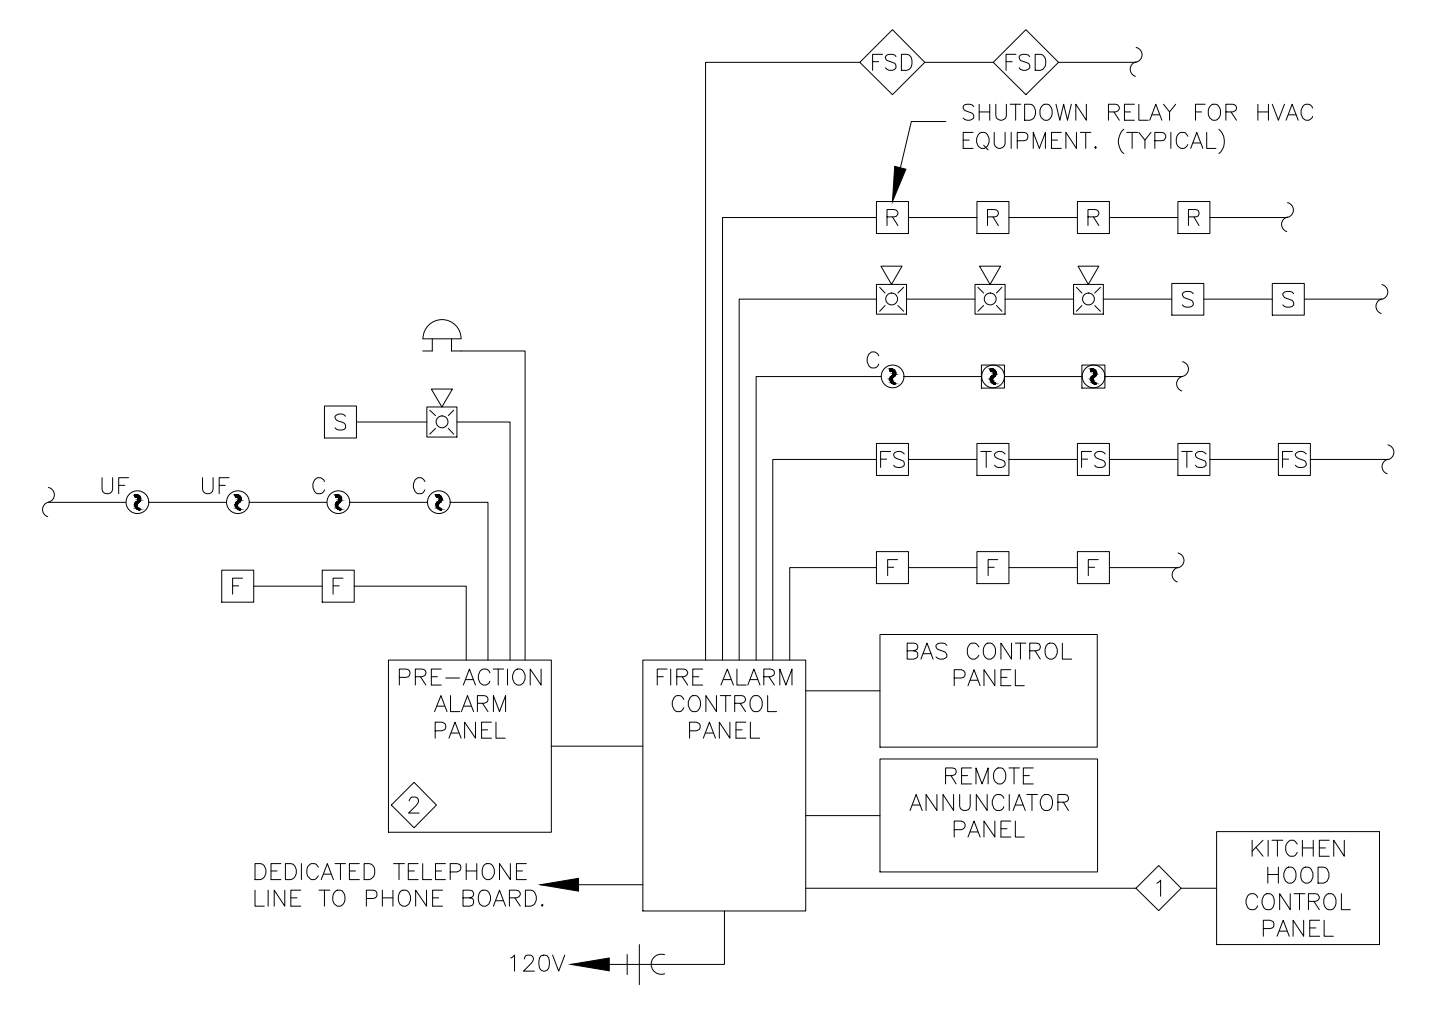 FSD FSD
SHUTDOWN RELAY FOR HVAC
EQUIPMENT. (TYPICAL)
R R R R
S S
C
S
FS TS FS TS FS
UF UF C C
F F F
F F
PRE-ACTION
ALARM
PANEL
2
FIRE ALARM
CONTROL
PANEL
BAS CONTROL
PANEL
REMOTE
ANNUNCIATOR
PANEL
DEDICATED TELEPHONE
LINE TO PHONE BOARD.
1
KITCHEN
HOOD
CONTROL
PANEL
120V